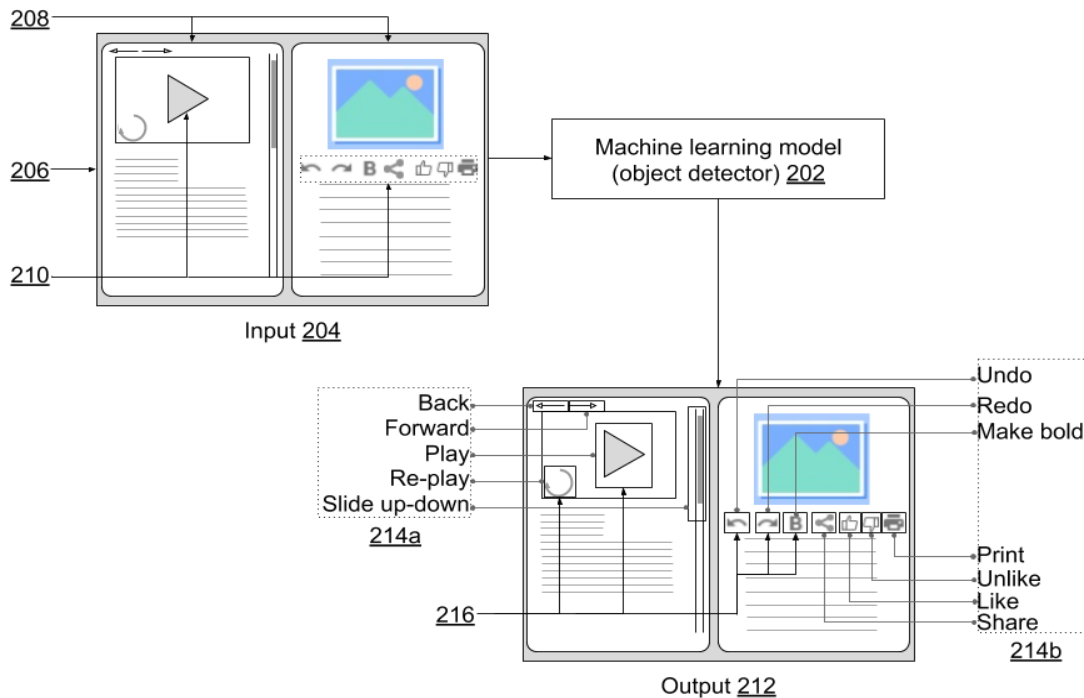 208
206
B
Machine learning model
(object detector) 202
210
Input 204
Undo
Back
Redo
Forward
Make bold
Play
Re-play
Slide up-down
214a
B
Print
Unlike
Like
216
Share
214b
Output 212